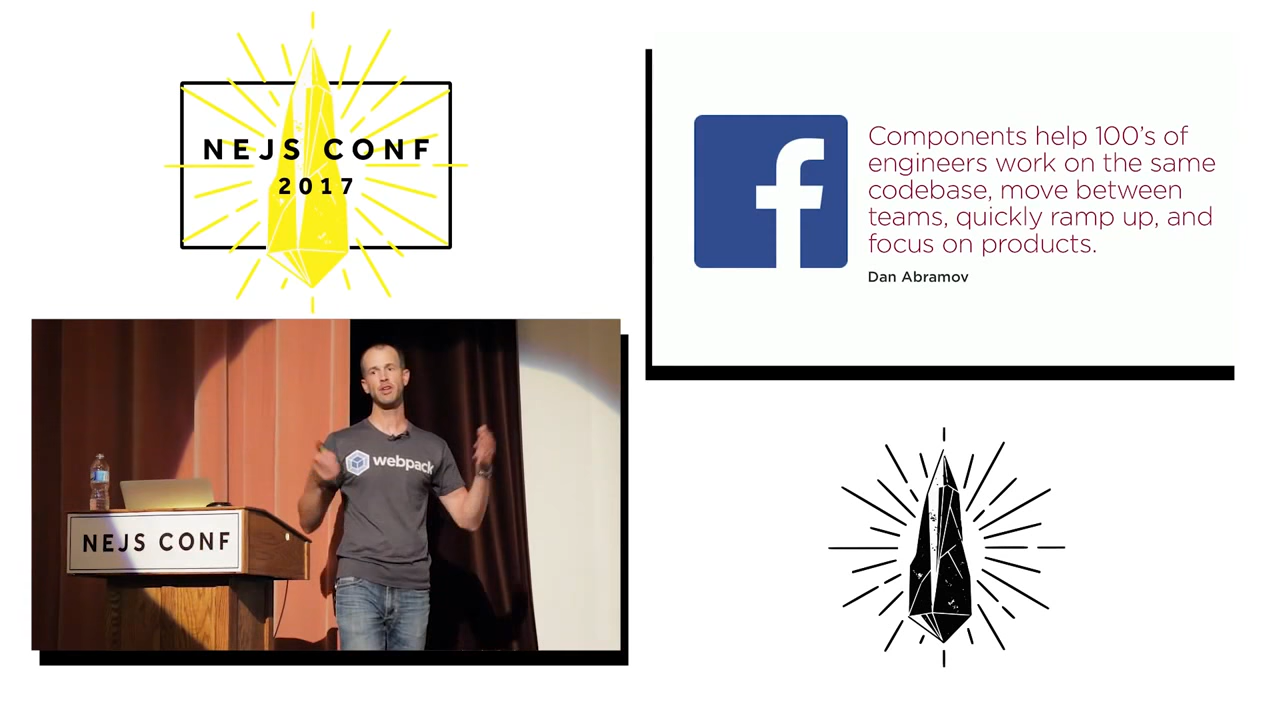 NEJS CONF
2017
Components help 100's of
engineers work on the same
codebase, move between
teams, quickly ramp up, and
focus on products.
Dan Abramov
webpack
NEJS CONF